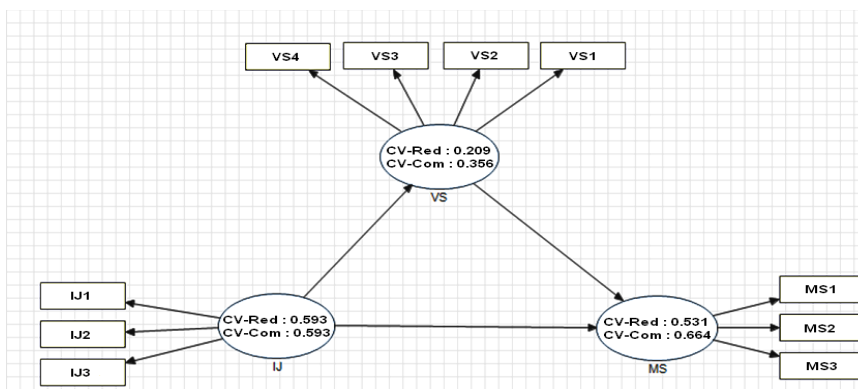 VS4
VS3
VS2
VS1
CV-Red : 0.209
CV-Com : 0.356
VS
IJ1
IJ2
IJ3
CV-Red : 0.593
CV-Com : 0.593
IJ
CV-Red : 0.531
CV-Com : 0.664
MS
MS1
MS2
MS3